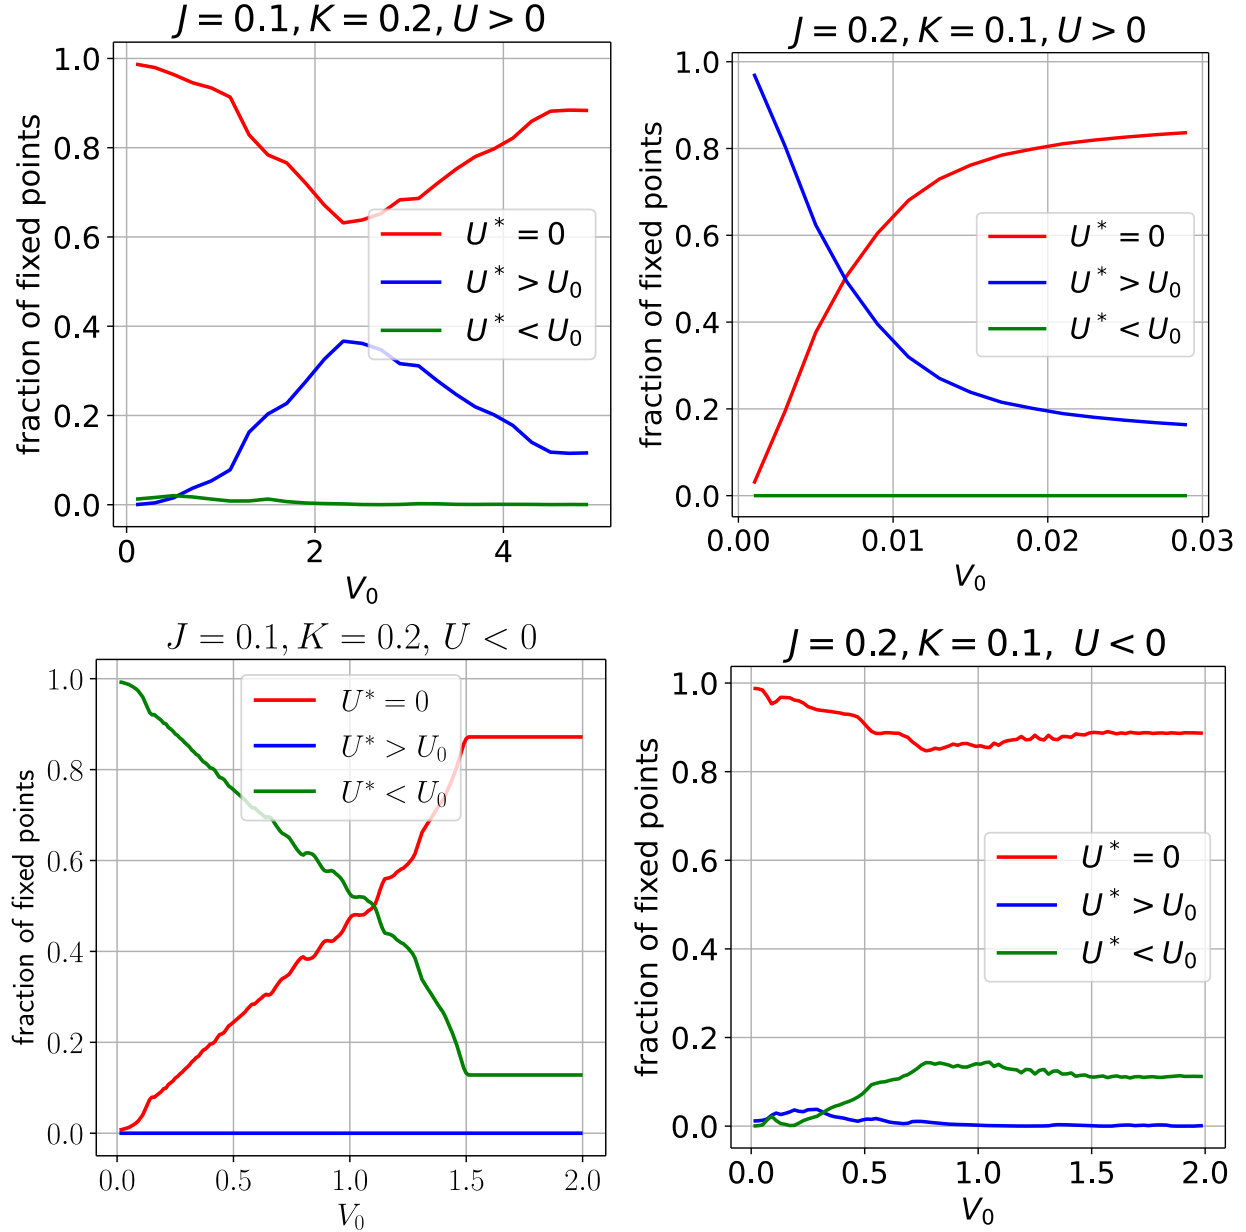 J = 0.1, K = 0.2, U > 0
fraction of fixed points
1.0
0.8
0.6
0.4
0.2
0.0
U* = 0
U* > U₀
U* < U₀
0
2
4
V₀
J = 0.2, K = 0.1, U > 0
fraction of fixed points
1.0
0.8
0.6
0.4
0.2
0.0
U* = 0
U* > U₀
U* < U₀
0.00
0.01
0.02
0.03
V₀
J = 0.1, K = 0.2, U < 0
fraction of fixed points
1.0
0.8
0.6
0.4
0.2
0.0
U* = 0
U* > U₀
U* < U₀
0.0
0.5
1.0
1.5
2.0
V₀
J = 0.2, K = 0.1, U < 0
fraction of fixed points
1.0
0.8
0.6
0.4
0.2
0.0
U* = 0
U* > U₀
U* < U₀
0.0
0.5
1.0
1.5
2.0
V₀